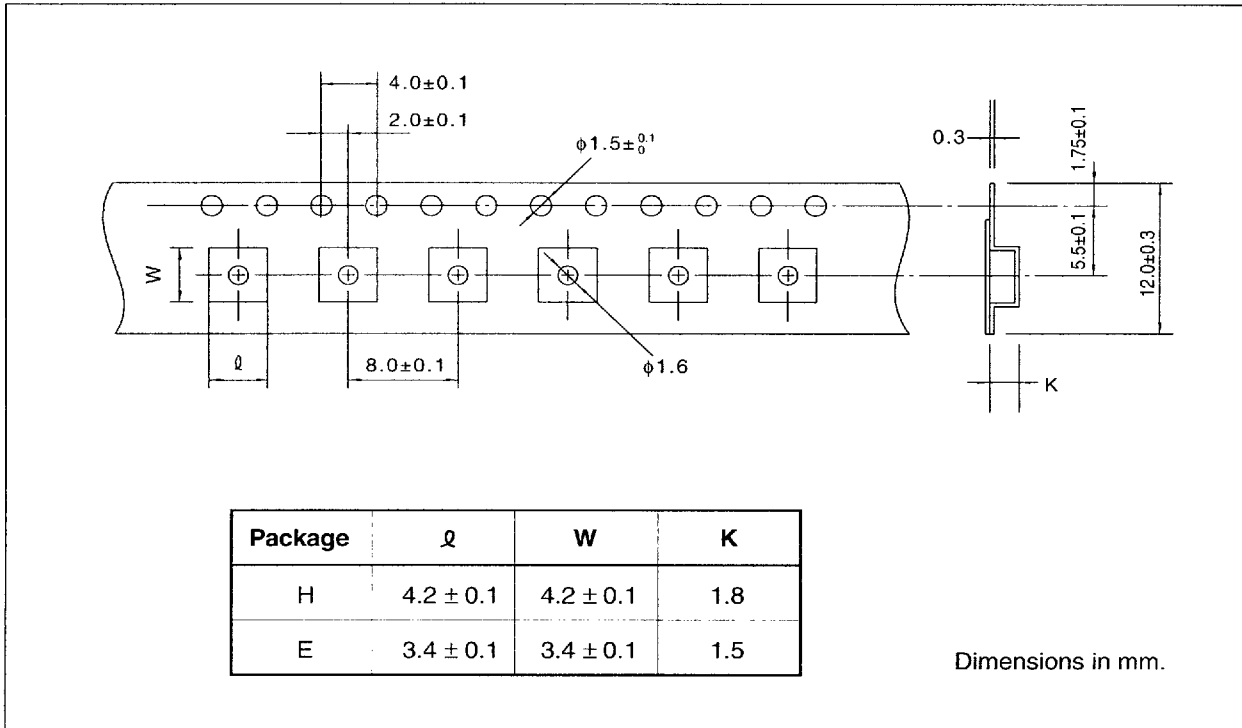 4.0±0.1
2.0±0.1
ϕ1.5±0.1 0
0.3
1.75±0.1
5.5±0.1
12.0±0.3
W
ℓ
8.0±0.1
ϕ1.6
K
Package ℓ W K
H 4.2 ± 0.1 4.2 ± 0.1 1.8
E 3.4 ± 0.1 3.4 ± 0.1 1.5
Dimensions in mm.